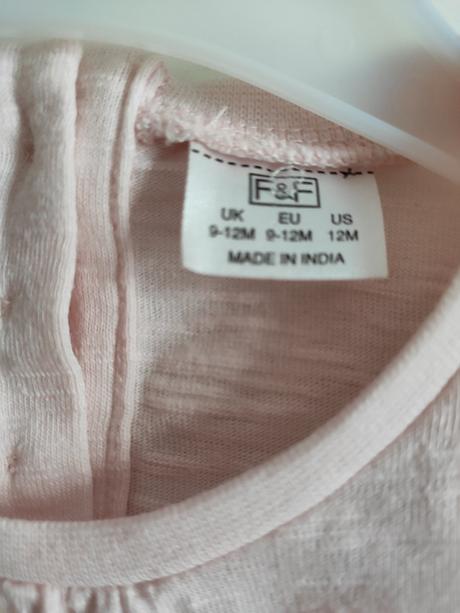 F&F
UK EU US
9-12M 9-12M 12M
MADE IN INDIA